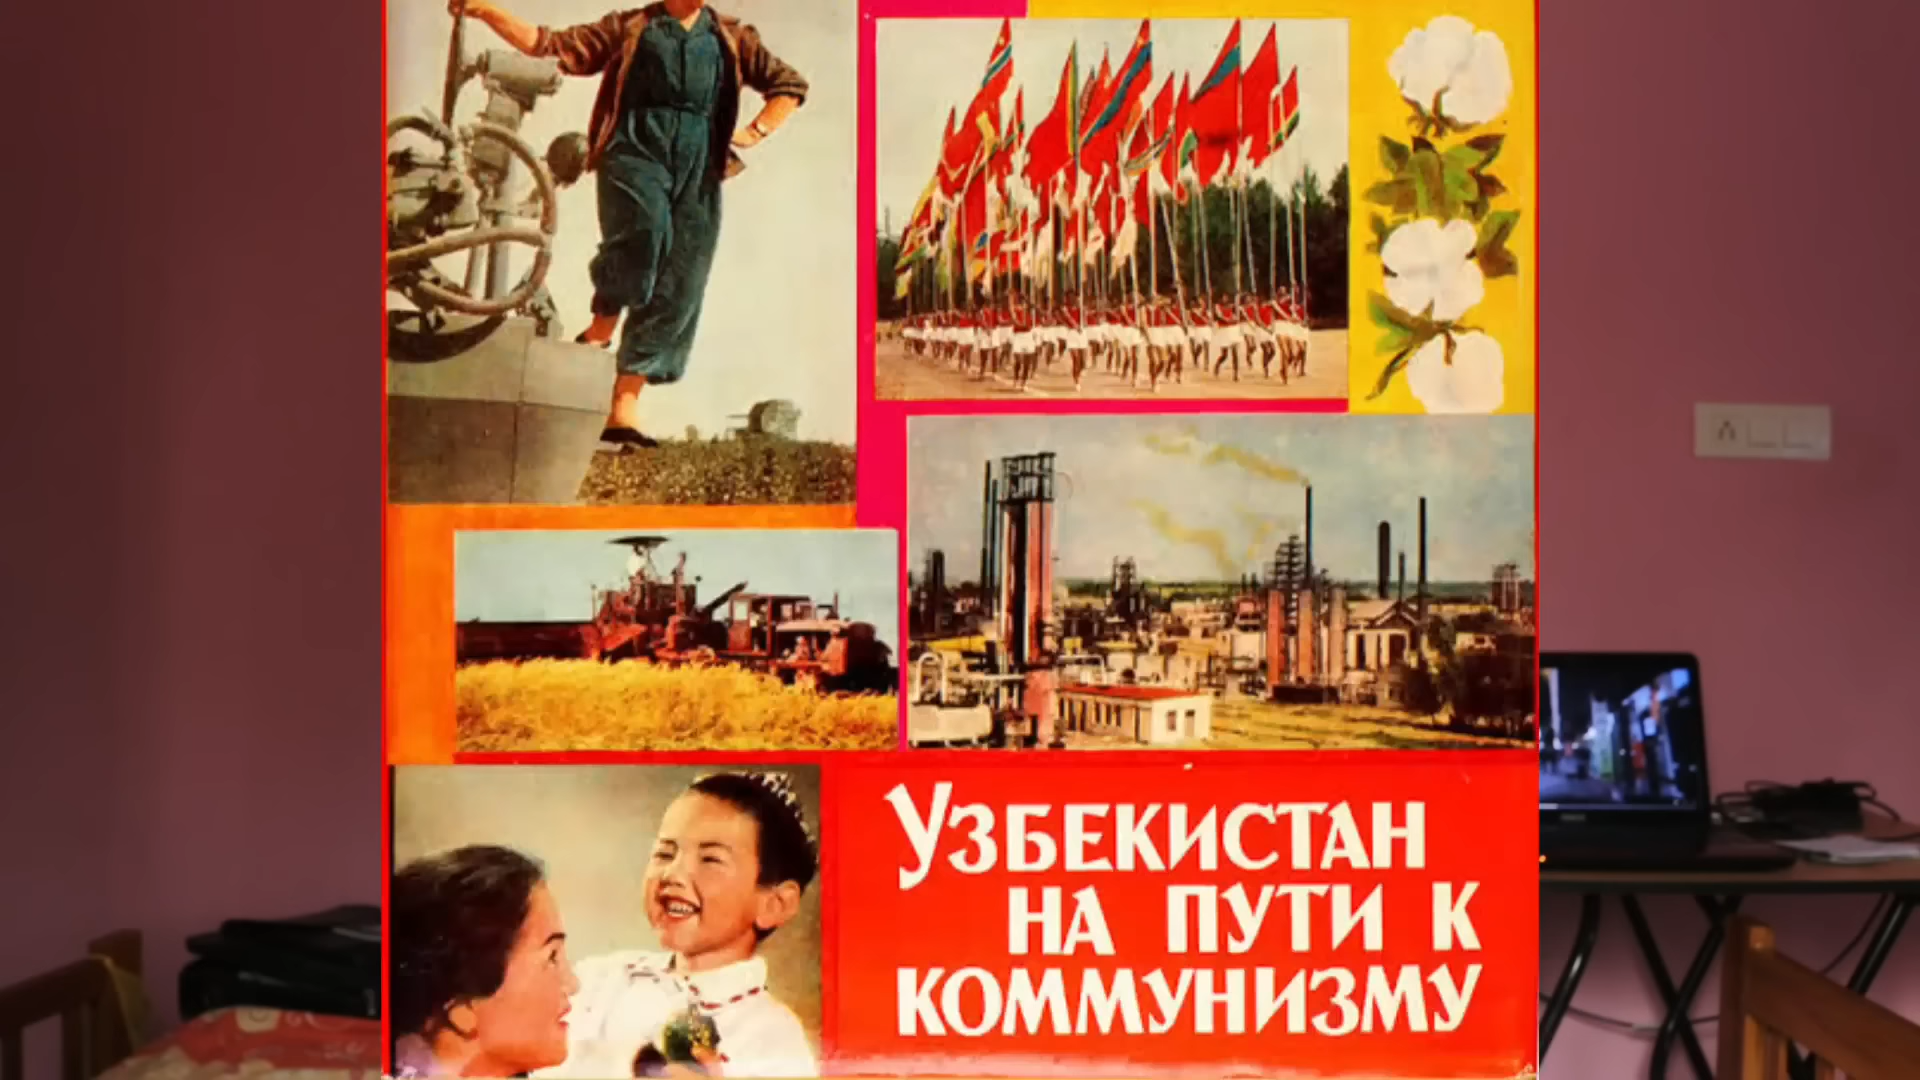 Узбекистан
на пути к
коммунизму